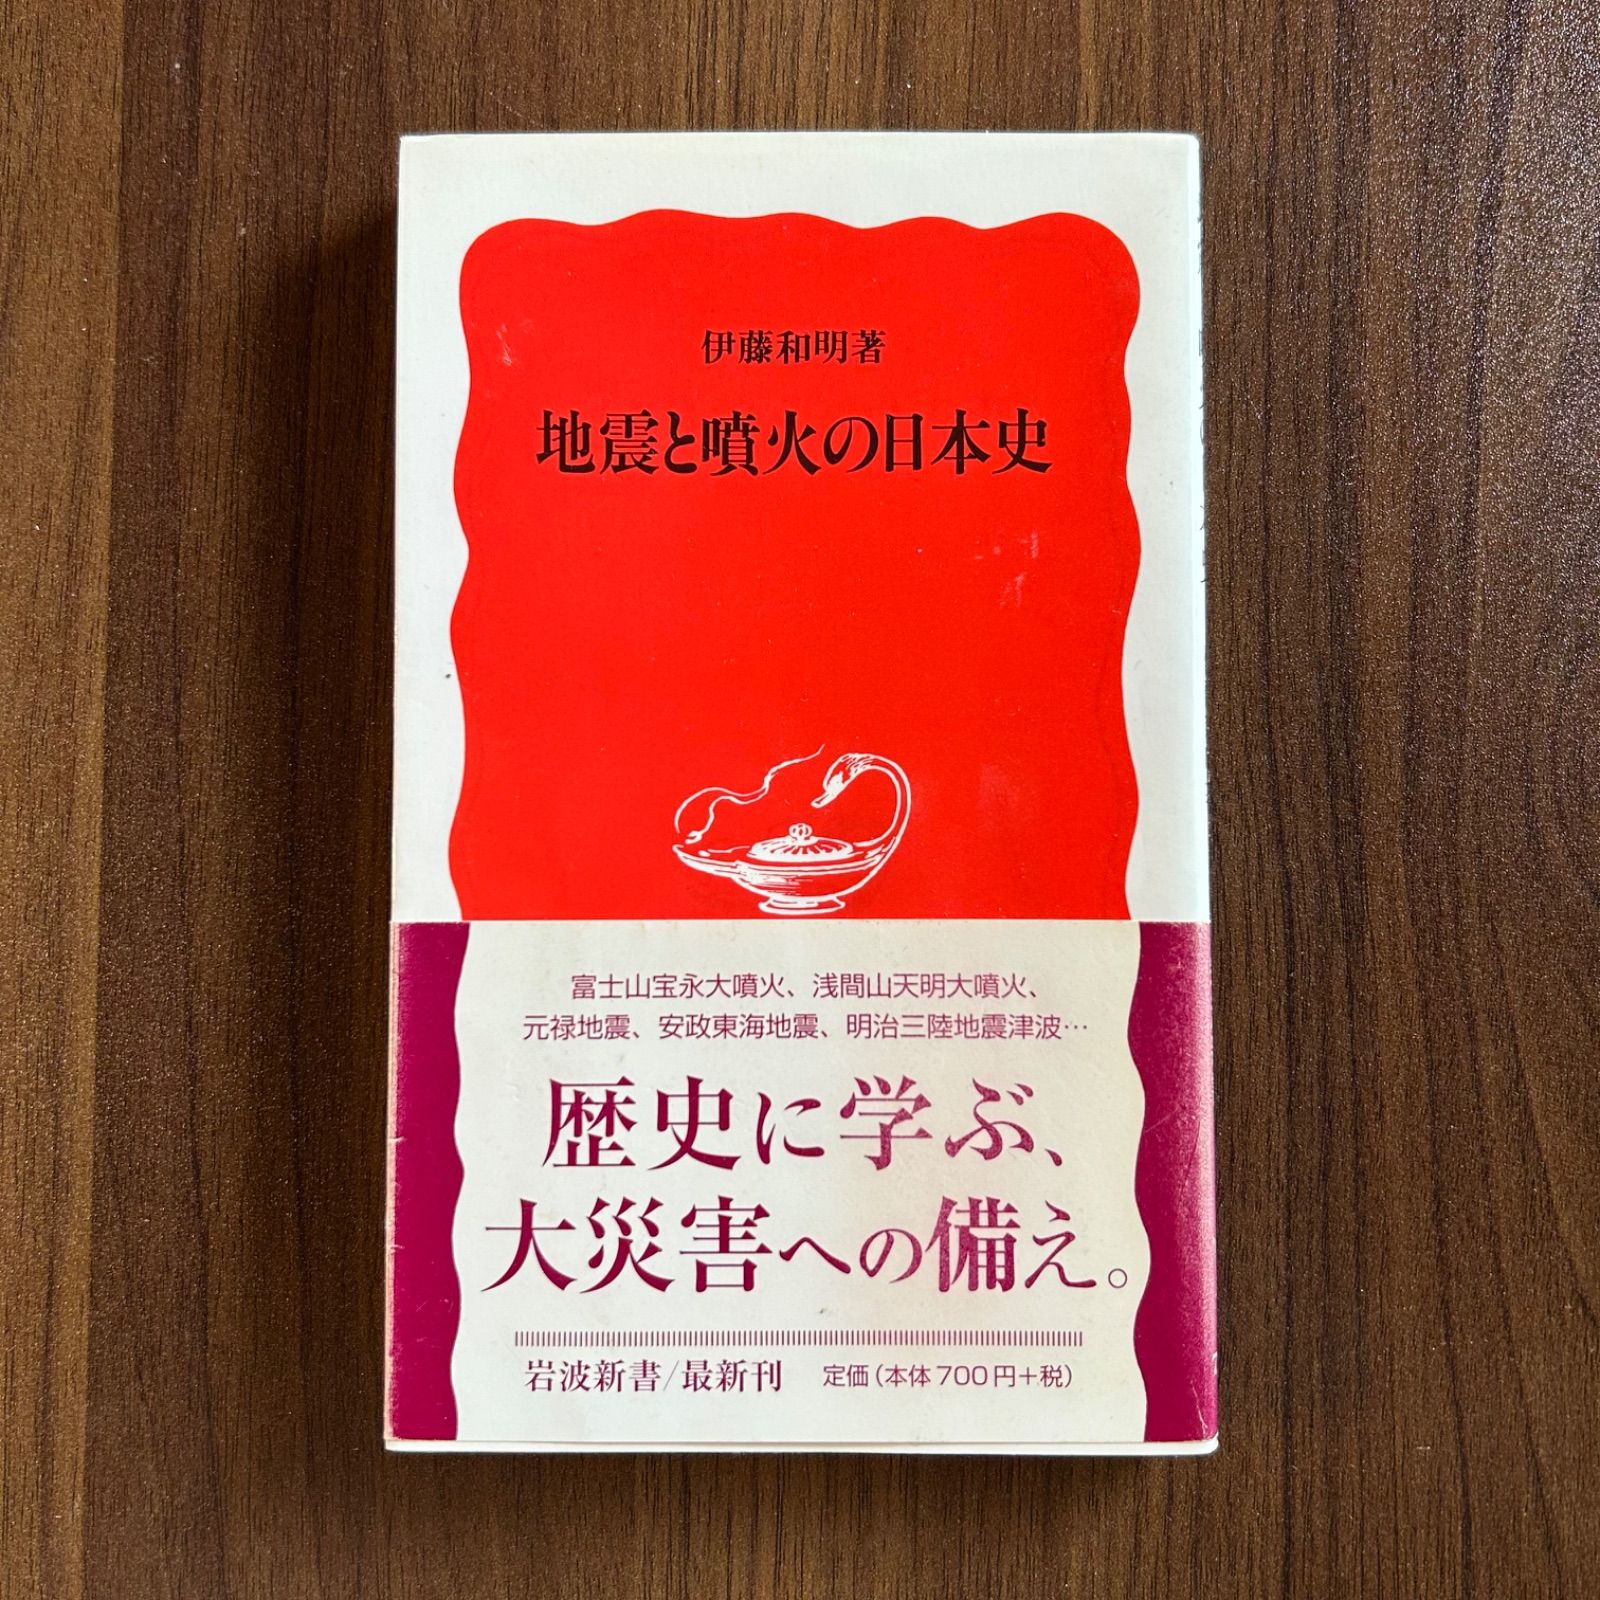 伊藤和明著
地震と噴火の日本史
富士山宝永大噴火、浅間山天明大噴火、
元禄地震、安政東海地震、明治三陸地震津波…
歴史に学ぶ、
大災害への備え。
岩波新書/最新刊 定価(本体700円+税)